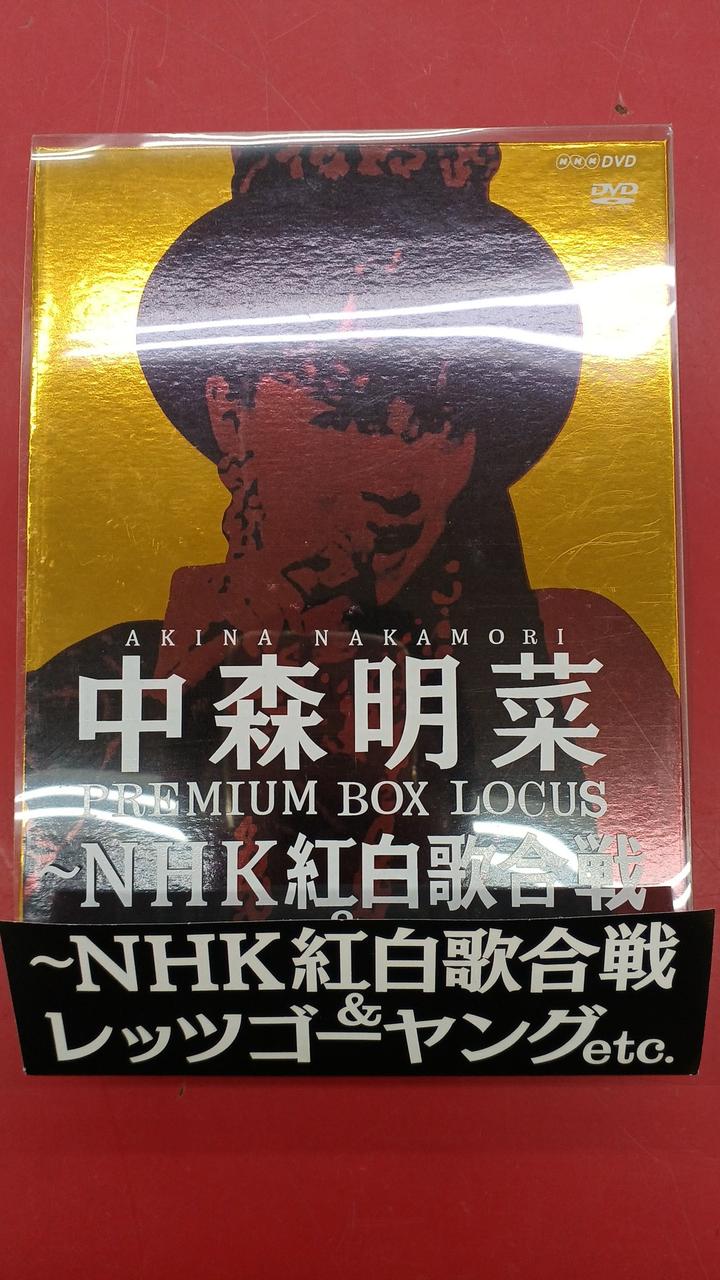 NHK DVD
DVD
AKINA NAKAMORI
中森明菜
PREMIUM BOX LOCUS
~NHK紅白歌合戦
&
~NHK紅白歌合戦
&
レッツゴーヤングetc.